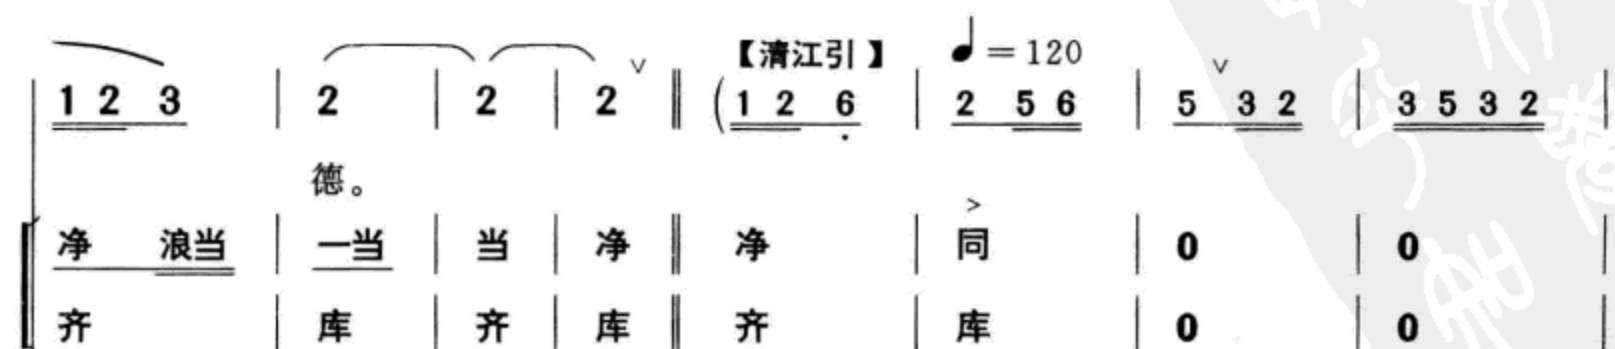 【清江引】 ♩=120
1 2 3 | 2 | 2 | 2 ∨ ‖ (1 2 6 | 2 5 6 | 5 ∨ 3 2 | 3 5 3 2 |
德。
净 浪当 | 一当 | 当 | 净 ‖ 净 | 同 | 0 | 0 |
齐 | 库 | 齐 | 库 ‖ 齐 | 库 | 0 | 0 |